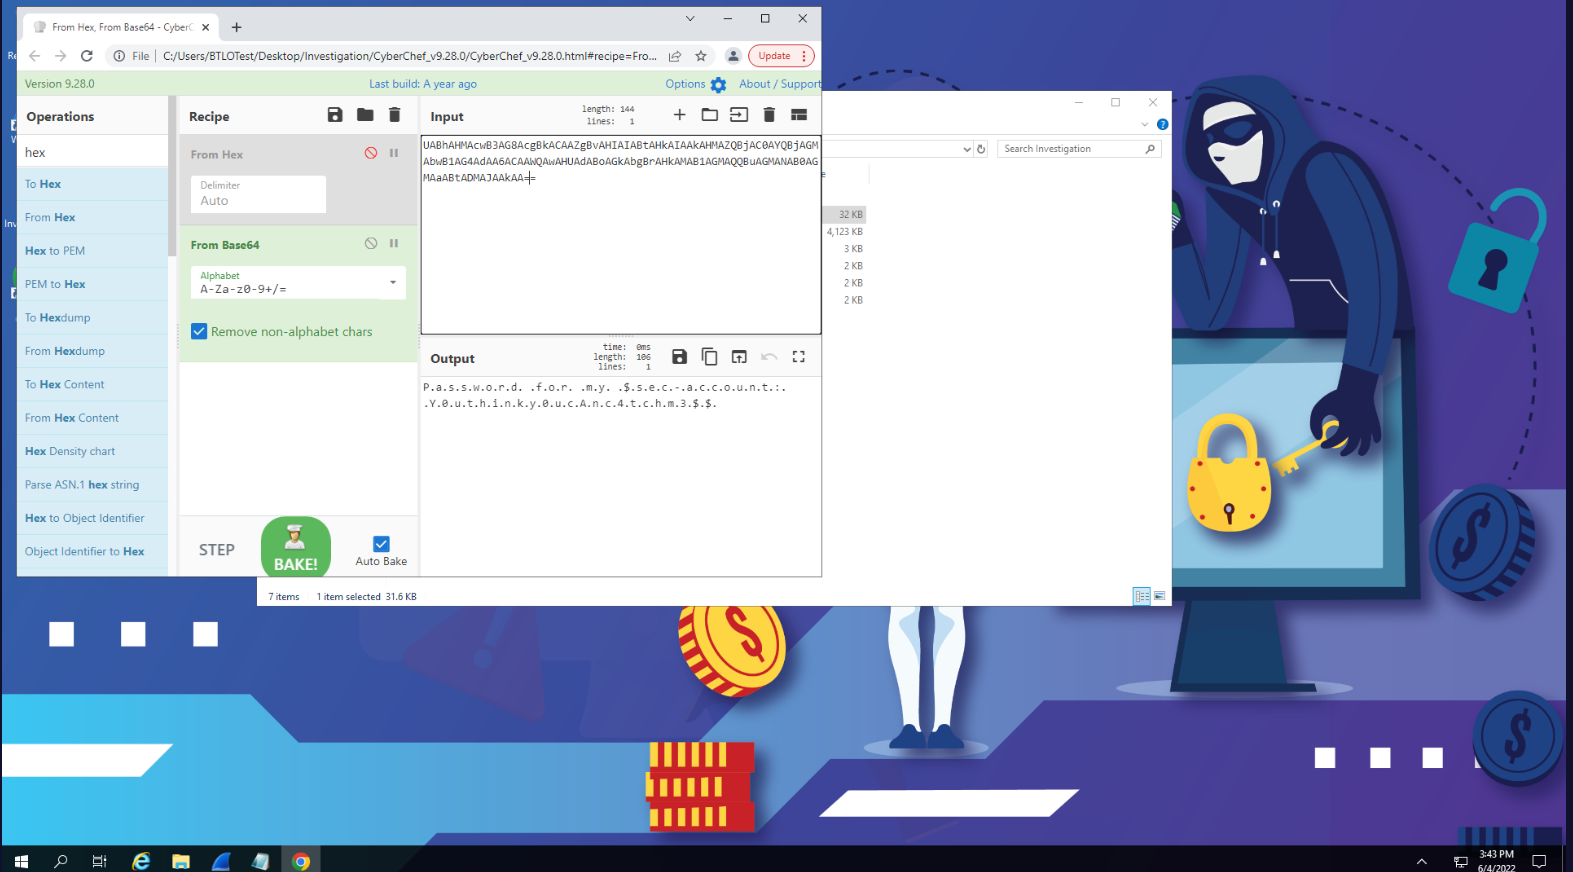 From Hex, From Base64 - CyberC
File
C:/Users/BTLOTest/Desktop/Investigation/CyberChef_v9.28.0/CyberChef_v9.28.0.html#recipe=Fro...
Update
Version 9.28.0
Last build: A year ago
Options
About / Support
Operations
Recipe
Input
length: 144
lines: 1
hex
To Hex
From Hex
Hex to PEM
PEM to Hex
To Hexdump
From Hexdump
To Hex Content
From Hex Content
Hex Density chart
Parse ASN.1 hex string
Hex to Object Identifier
Object Identifier to Hex
From Hex
Delimiter
Auto
From Base64
Alphabet
A-Za-z0-9+/=
Remove non-alphabet chars
STEP
BAKE!
Auto Bake
UABhAHMAcwB3AG8AcgBkACAAZgBvAHIAIABtAHkAIAAkAHMAZQBjAC0AYQBjAGM
AbwB1AG4AdAA6ACAAWQAwAHUAdABoAGkAbgBrAHkAMAB1AGMAQQBuAGMANAB0AG
MAaABtADMAJAAkAA==
Output
time: 0ms
length: 106
lines: 1
P.a.s.s.w.o.r.d. .f.o.r. .m.y. .$.s.e.c.-.a.c.c.o.u.n.t.:.
.Y.0.u.t.h.i.n.k.y.0.u.c.A.n.c.4.t.c.h.m.3.$.$.
Search Investigation
32 KB
4,123 KB
3 KB
2 KB
2 KB
2 KB
7 items
1 item selected 31.6 KB
3:43 PM
6/4/2022